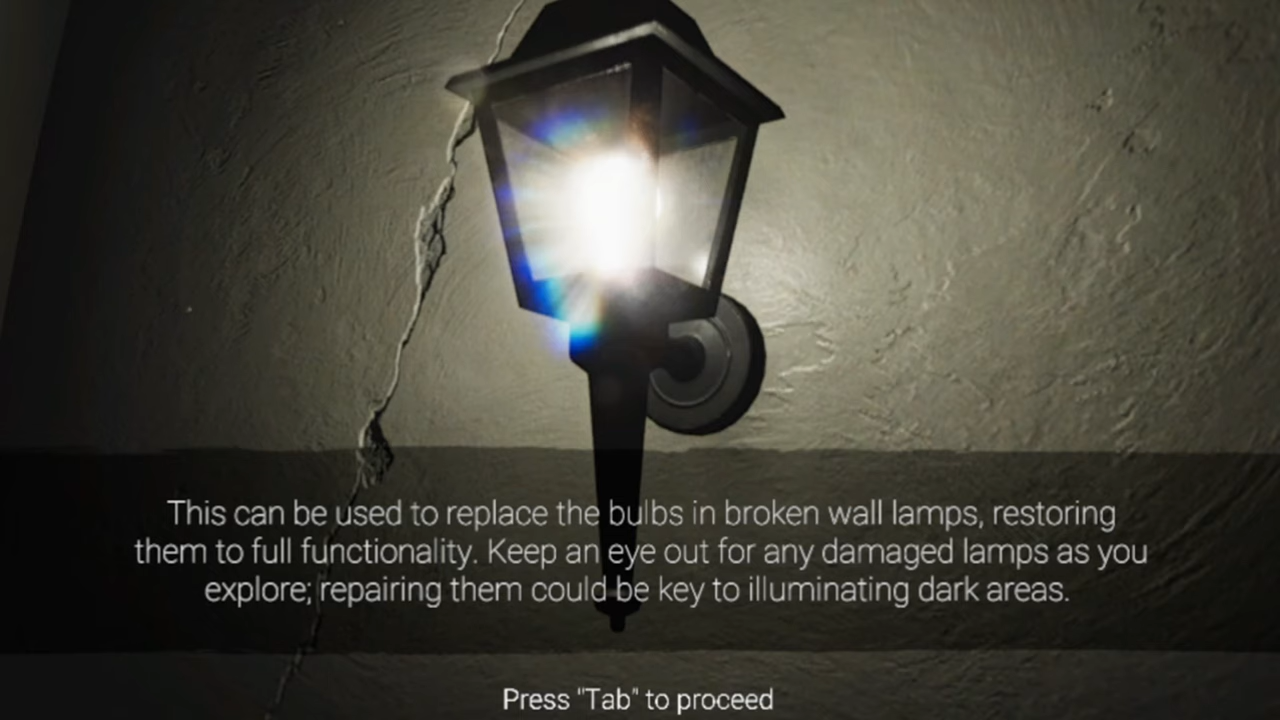 This can be used to replace the bulbs in broken wall lamps, restoring
them to full functionality. Keep an eye out for any damaged lamps as you
explore; repairing them could be key to illuminating dark areas.
Press "Tab" to proceed